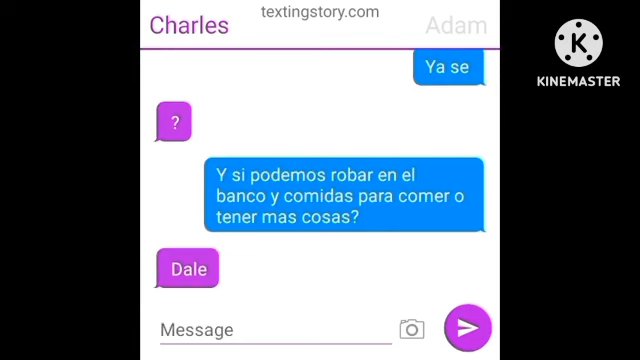 textingstory.com
Charles
Adam
Ya se
?
Y si podemos robar en el
banco y comidas para comer o
tener mas cosas?
Dale
Message
K
KINEMASTER